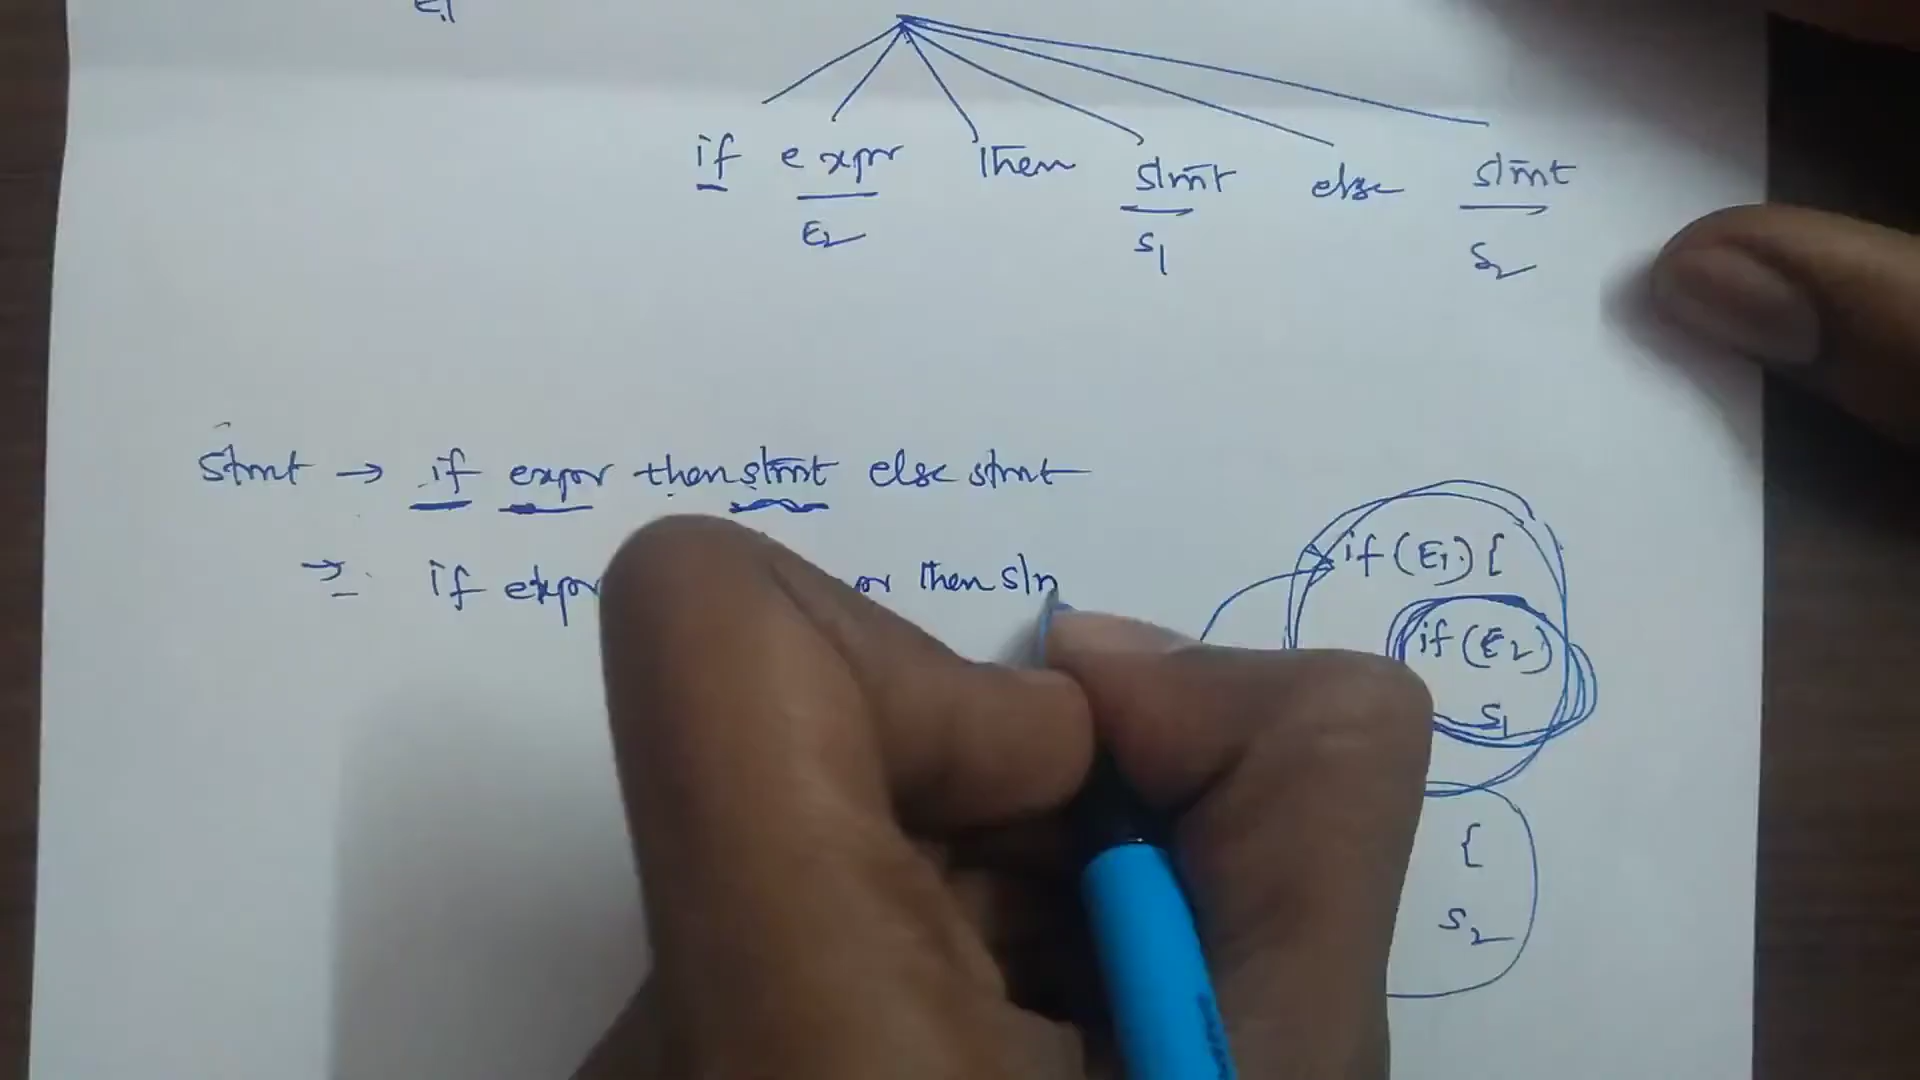 E1
if expr then stmt else stmt
E2 S1 S2
stmt → if expr then stmt else stmt
⇒ if expr then stm
if (E1) {
if (E2)
S1
{
S2